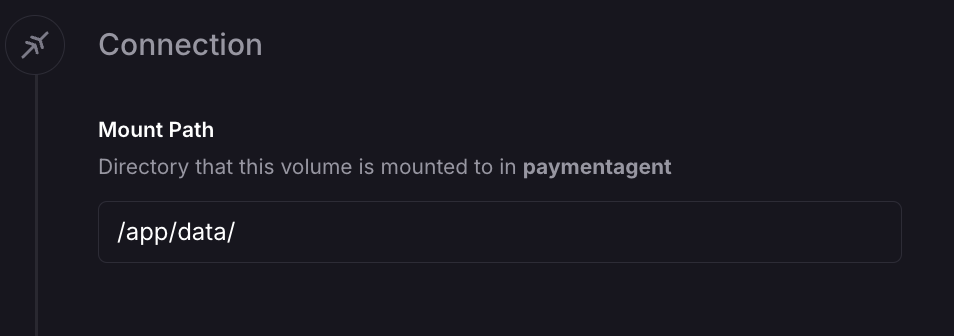 Connection
Mount Path
Directory that this volume is mounted to in paymentagent
/app/data/